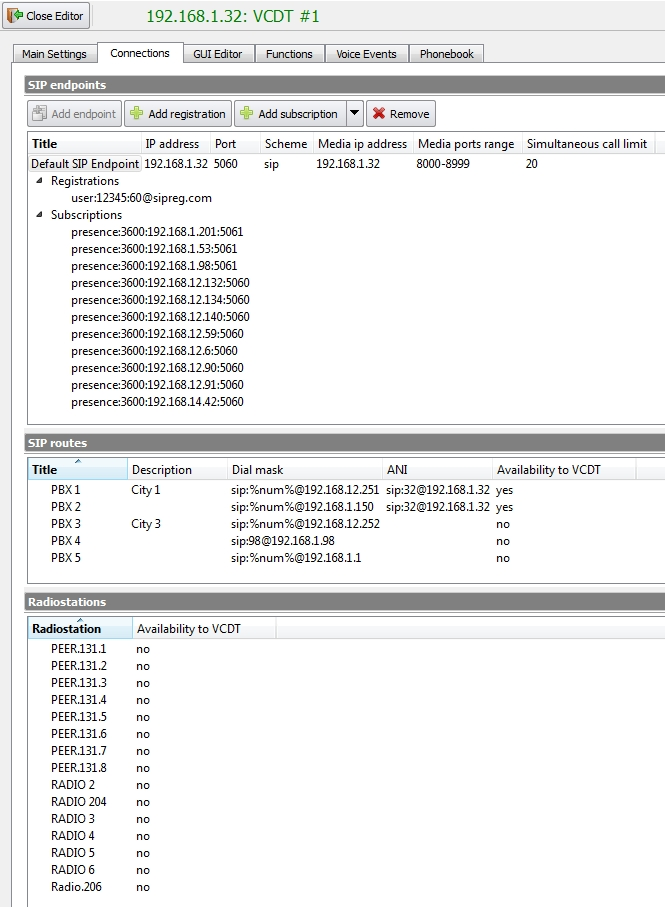 Close Editor 192.168.1.32: VCDT #1
Main Settings Connections GUI Editor Functions Voice Events Phonebook
SIP endpoints
Add endpoint Add registration Add subscription Remove
Title IP address Port Scheme Media ip address Media ports range Simultaneous call limit
Default SIP Endpoint 192.168.1.32 5060 sip 192.168.1.32 8000-8999 20
Registrations
user:12345:60@sipreg.com
Subscriptions
presence:3600:192.168.1.201:5061
presence:3600:192.168.1.53:5061
presence:3600:192.168.1.98:5061
presence:3600:192.168.12.132:5060
presence:3600:192.168.12.134:5060
presence:3600:192.168.12.140:5060
presence:3600:192.168.12.59:5060
presence:3600:192.168.12.6:5060
presence:3600:192.168.12.90:5060
presence:3600:192.168.12.91:5060
presence:3600:192.168.14.42:5060
SIP routes
Title Description Dial mask ANI Availability to VCDT
PBX 1 City 1 sip:%num%@192.168.12.251 sip:32@192.168.1.32 yes
PBX 2 sip:%num%@192.168.1.150 sip:32@192.168.1.32 yes
PBX 3 City 3 sip:%num%@192.168.12.252 no
PBX 4 sip:98@192.168.1.98 no
PBX 5 sip:%num%@192.168.1.1 no
Radiostations
Radiostation Availability to VCDT
PEER.131.1 no
PEER.131.2 no
PEER.131.3 no
PEER.131.4 no
PEER.131.5 no
PEER.131.6 no
PEER.131.7 no
PEER.131.8 no
RADIO 2 no
RADIO 204 no
RADIO 3 no
RADIO 4 no
RADIO 5 no
RADIO 6 no
Radio.206 no